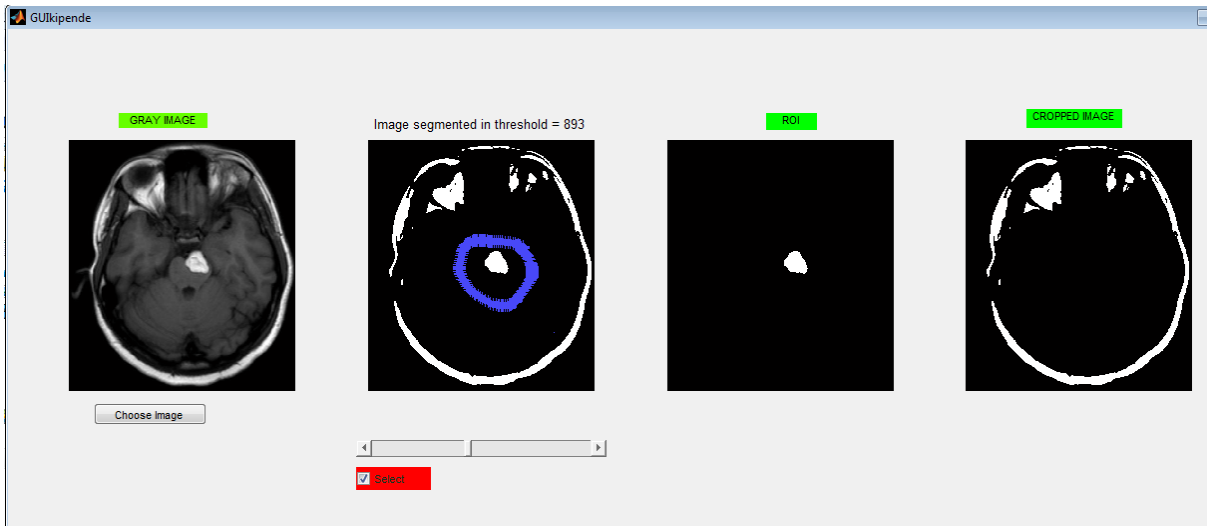 GUIkipende
GRAY IMAGE
Image segmented in threshold = 893
ROI
CROPPED IMAGE
Choose Image
Select